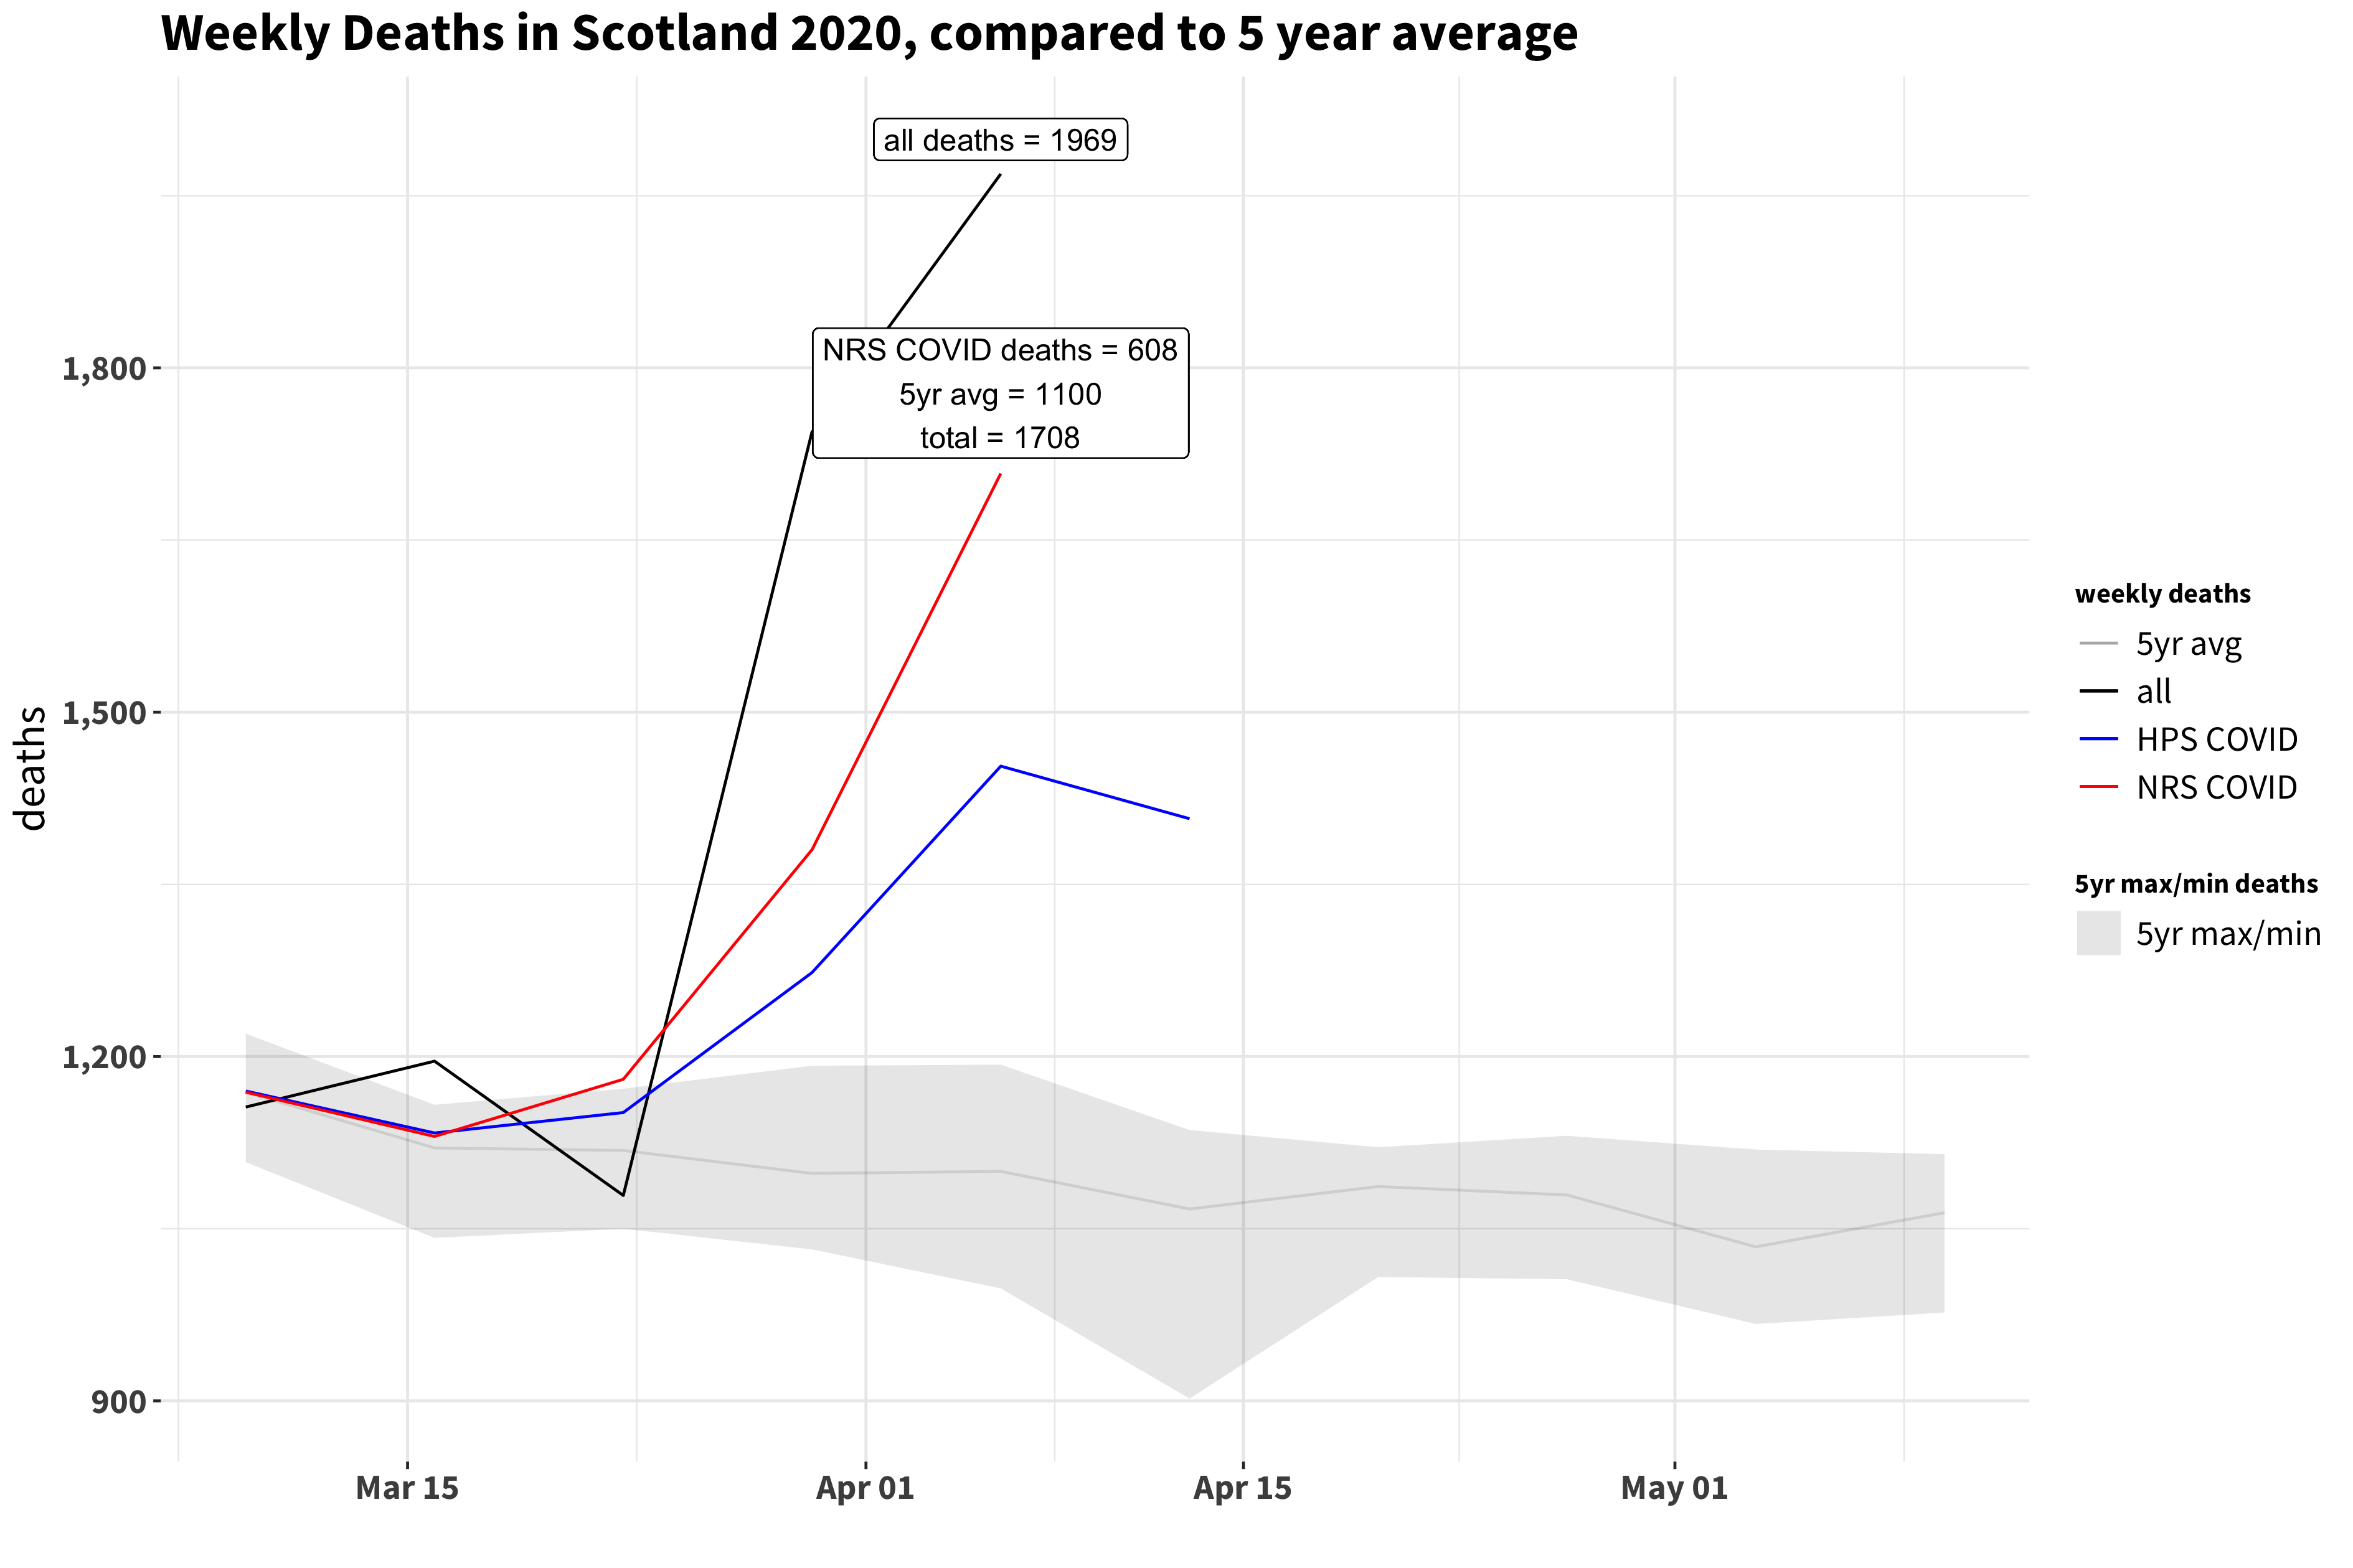 Weekly Deaths in Scotland 2020, compared to 5 year average
all deaths = 1969
NRS COVID deaths = 608
5yr avg = 1100
total = 1708
1,800
1,500
1,200
900
deaths
Mar 15
Apr 01
Apr 15
May 01
weekly deaths
5yr avg
all
HPS COVID
NRS COVID
5yr max/min deaths
5yr max/min